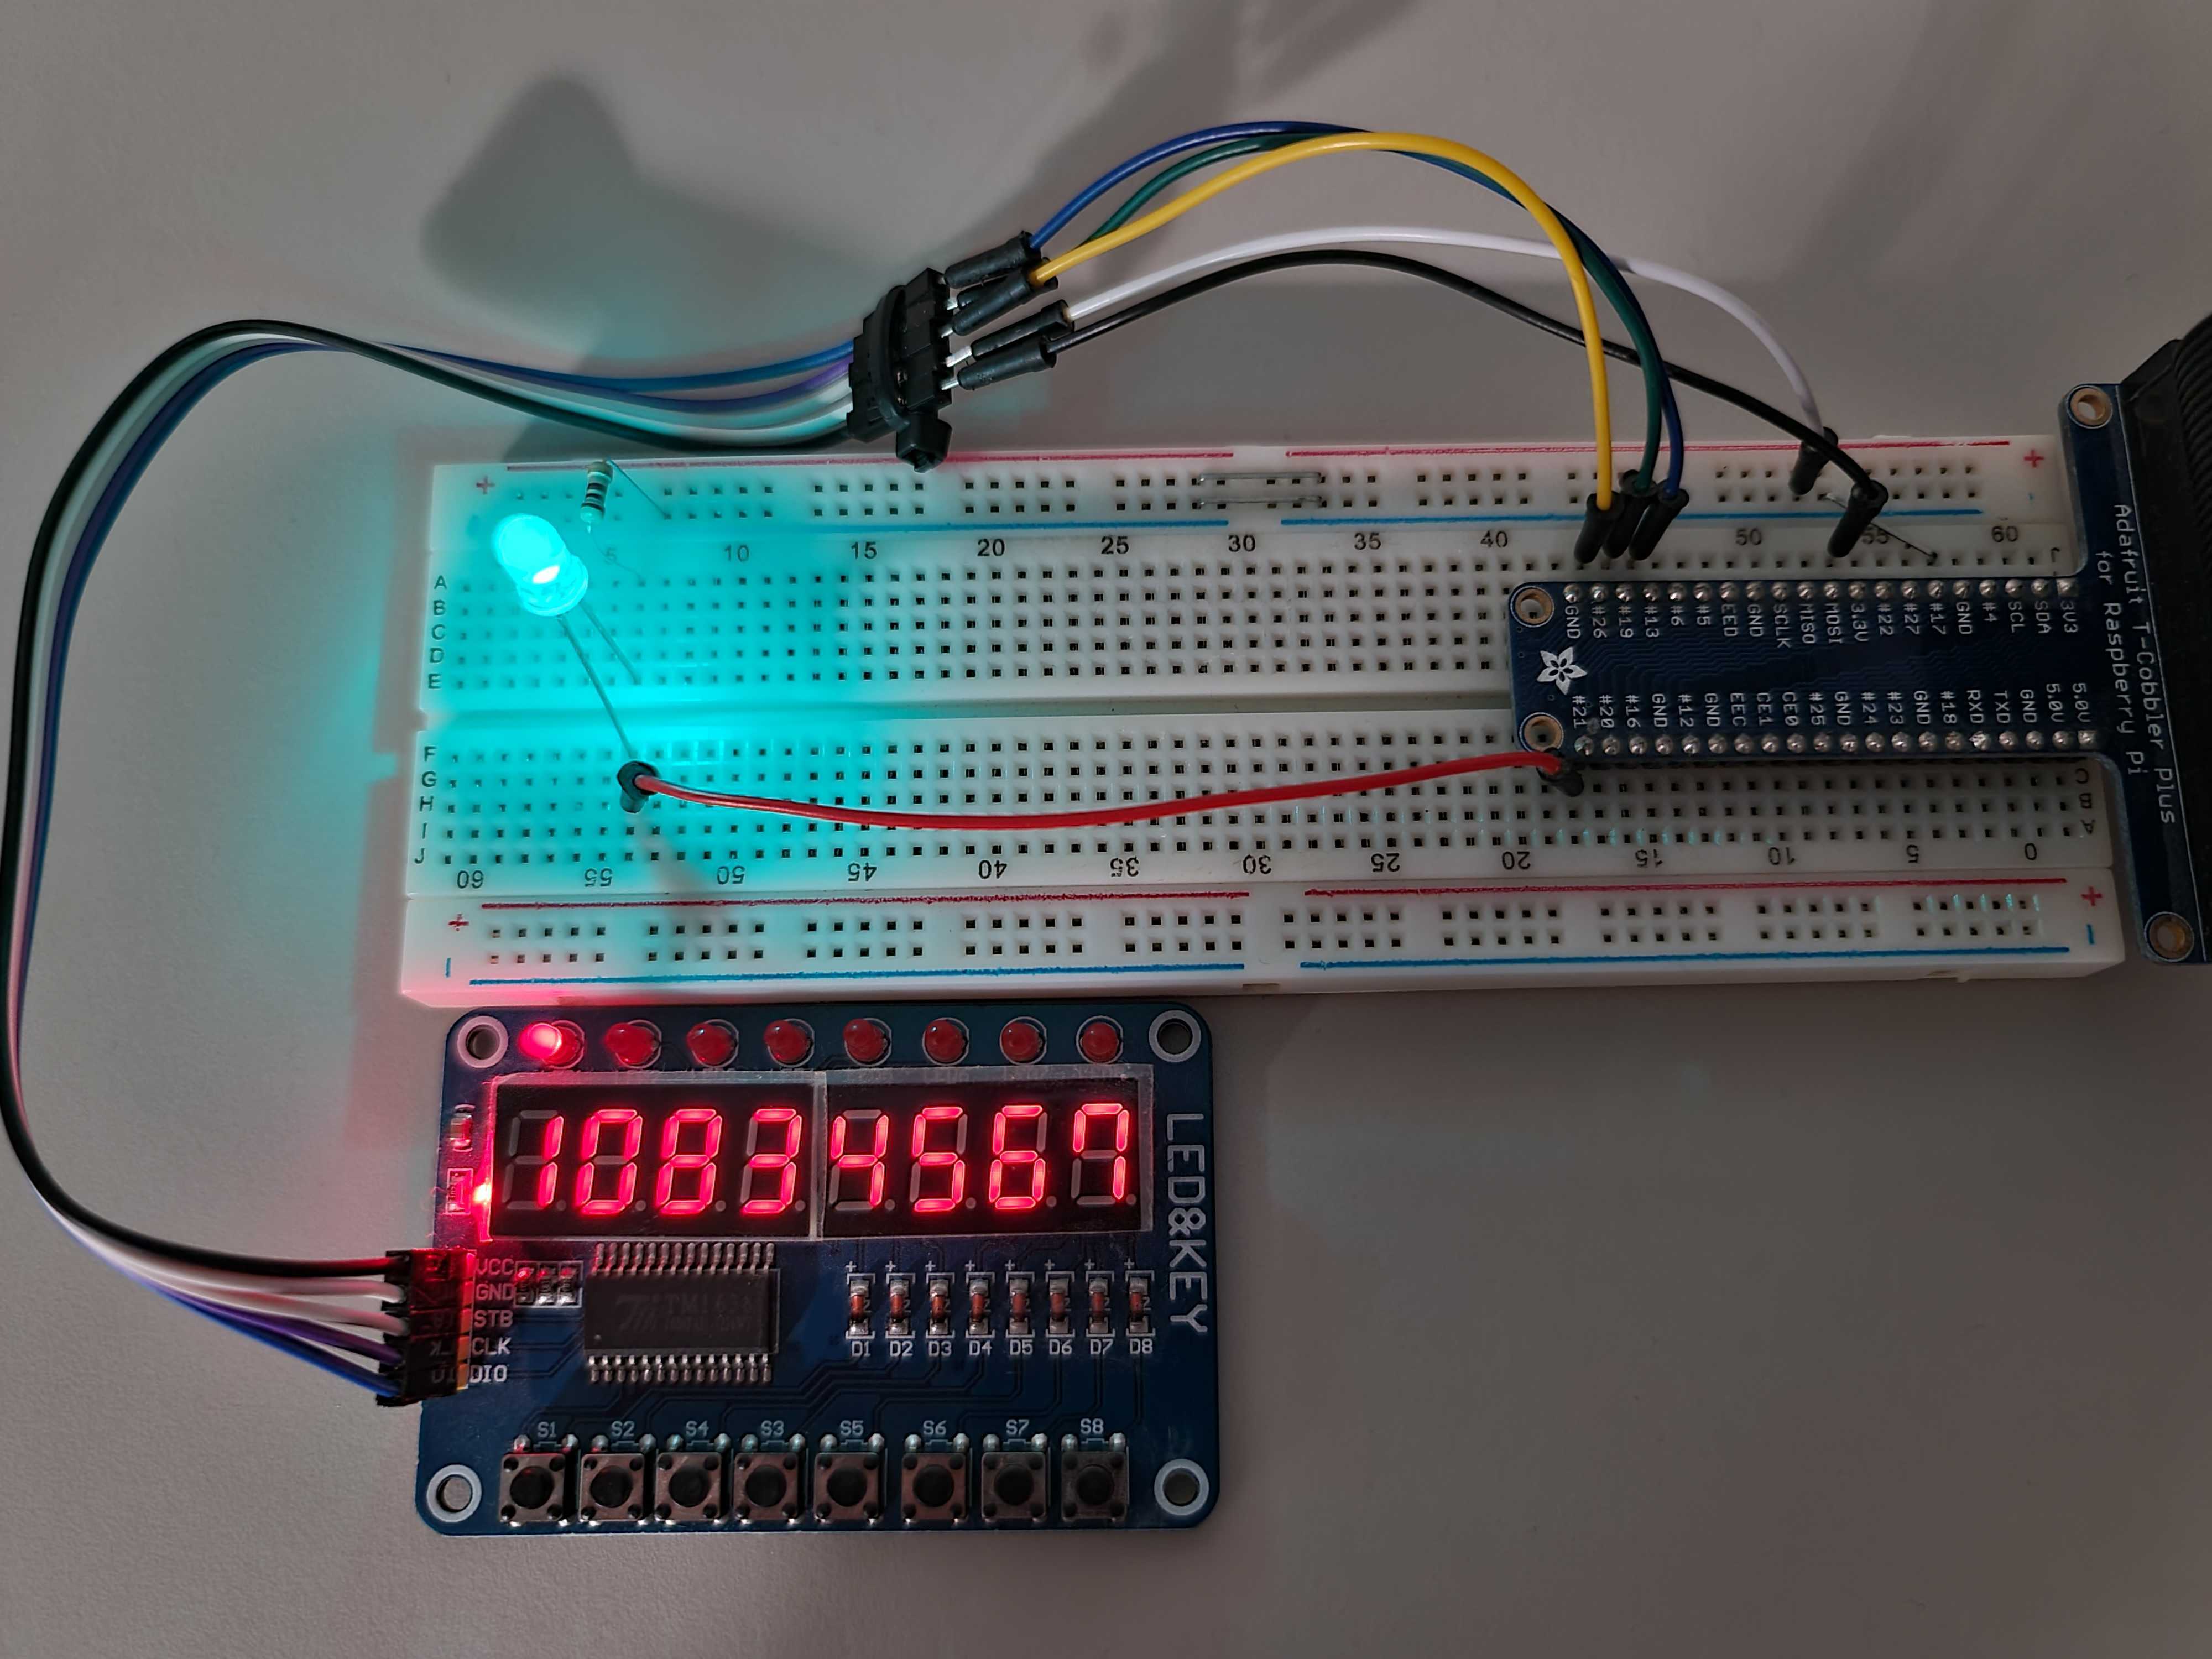 + +
5 10 15 20 25 30 35 40 50 55 60
A J
B
C
D
E
GND #26 #19 #13 #6 #5 EED GND SCLK MISO MOSI 3.3V #22 #27 #17 GND #4 SCL SDA 3V3
#21 #20 #16 GND #12 GND EEC CE1 CE0 #25 GND #24 #23 GND #18 RXD TXD GND 5.0V 5.0V
Adafruit T-Cobbler Plus
for Raspberry Pi
F
G C
H B
I A
J
60 55 50 45 40 35 30 25 20 15 10 5 0
+ +
- -
10834567
LED&KEY
VCC
GND
STB
CLK
DIO
+ + + + + + + +
D1 D2 D3 D4 D5 D6 D7 D8
S1 S2 S4 S3 S5 S6 S7 S8